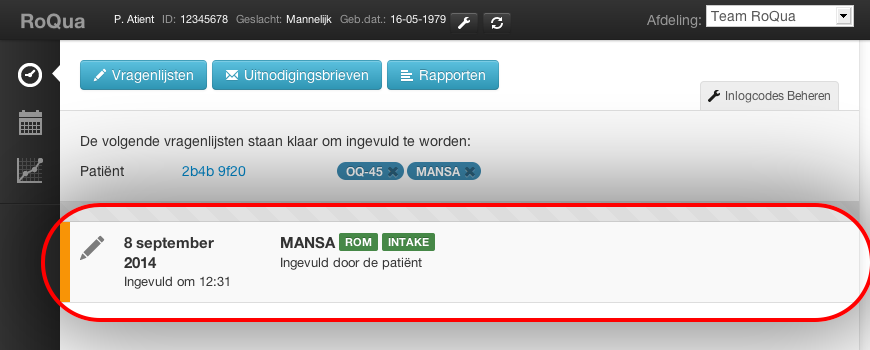 RoQua P. Atient ID: 12345678 Geslacht: Mannelijk Geb.dat.: 16-05-1979 Afdeling: Team RoQua
Vragenlijsten Uitnodigingsbrieven Rapporten
Inlogcodes Beheren
De volgende vragenlijsten staan klaar om ingevuld te worden:
Patiënt 2b4b 9f20 OQ-45 MANSA
8 september
2014
Ingevuld om 12:31
MANSA ROM INTAKE
Ingevuld door de patiënt